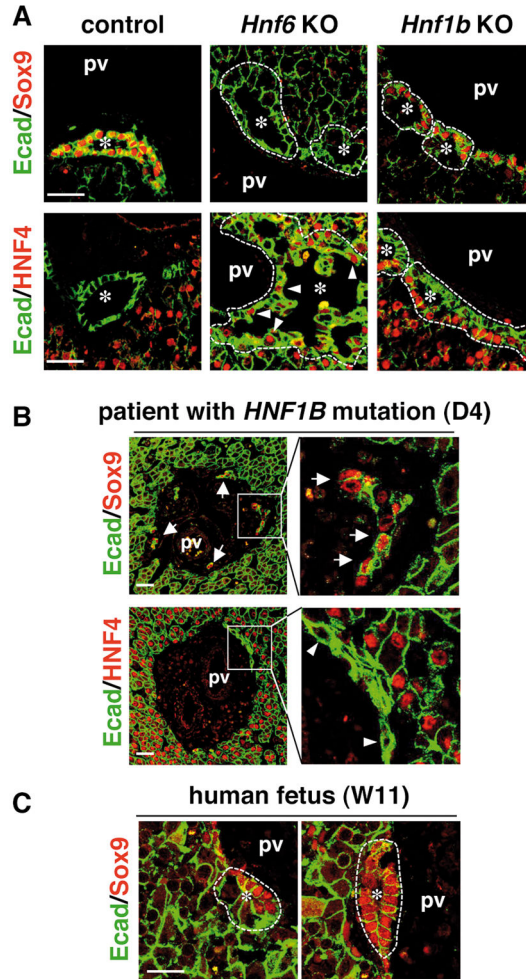 A
control
Hnf6 KO
Hnf1b KO
Ecad/Sox9
pv
*
pv
*
*
pv
*
*
Ecad/HNF4
*
pv
*
pv
*
*
B
patient with HNF1B mutation (D4)
Ecad/Sox9
pv
Ecad/HNF4
pv
C
human fetus (W11)
Ecad/Sox9
pv
*
pv
*